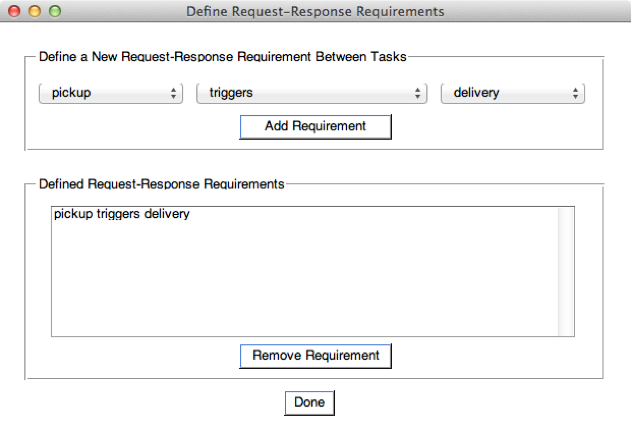 Define Request-Response Requirements
Define a New Request-Response Requirement Between Tasks
pickup triggers delivery
Add Requirement
Defined Request-Response Requirements
pickup triggers delivery
Remove Requirement
Done